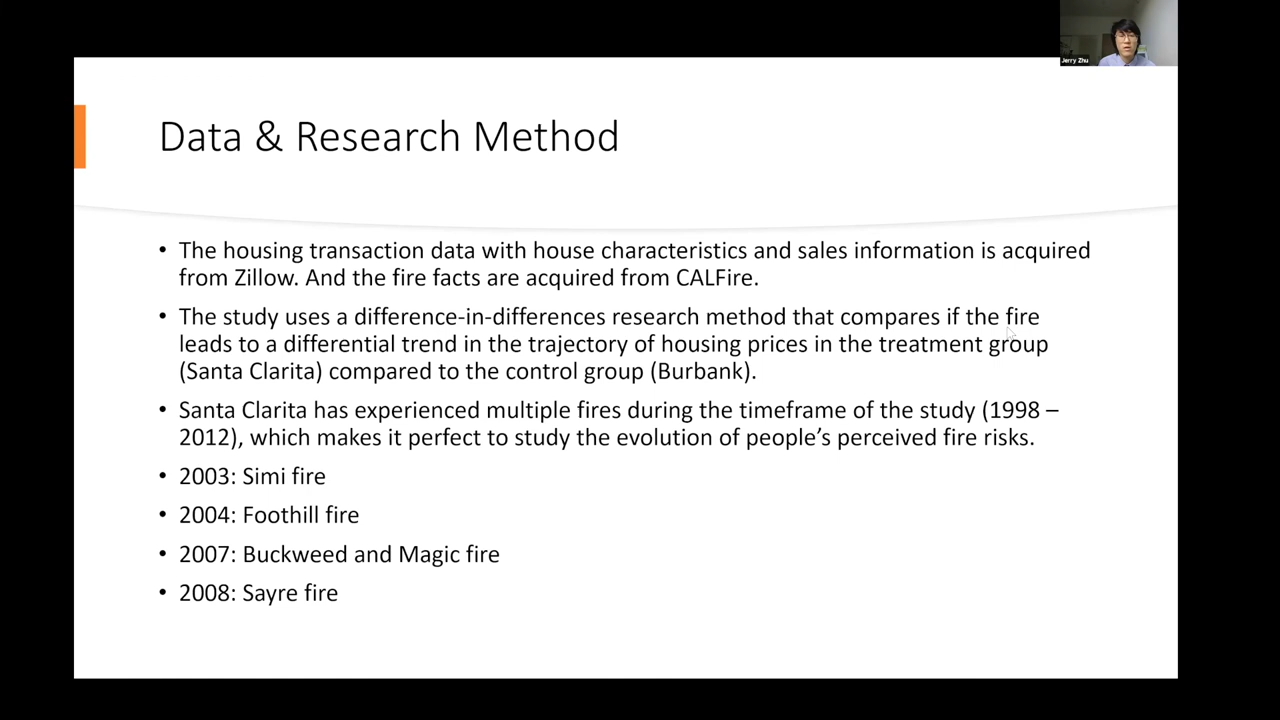 Jerry Zhu
Data & Research Method
• The housing transaction data with house characteristics and sales information is acquired
from Zillow. And the fire facts are acquired from CALFire.
• The study uses a difference-in-differences research method that compares if the fire
leads to a differential trend in the trajectory of housing prices in the treatment group
(Santa Clarita) compared to the control group (Burbank).
• Santa Clarita has experienced multiple fires during the timeframe of the study (1998 –
2012), which makes it perfect to study the evolution of people’s perceived fire risks.
• 2003: Simi fire
• 2004: Foothill fire
• 2007: Buckweed and Magic fire
• 2008: Sayre fire